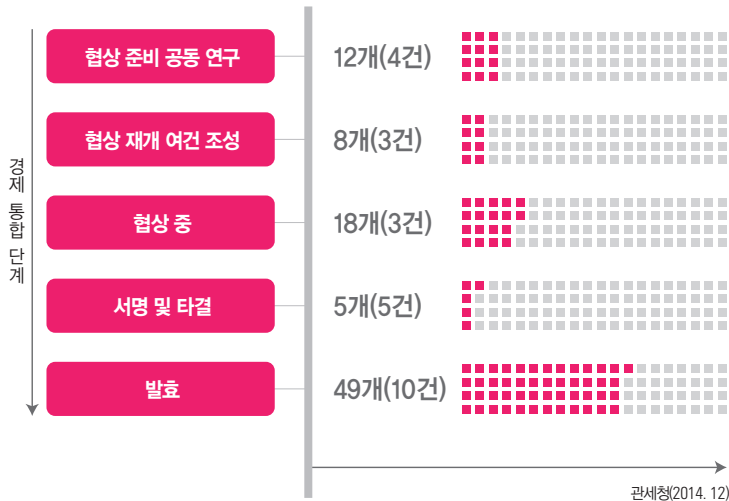 협상 준비 공동 연구
12개(4건)
협상 재개 여건 조성
8개(3건)
협상 중
18개(3건)
서명 및 타결
5개(5건)
발효
49개(10건)
경제 통합 단계
관세청(2014. 12)